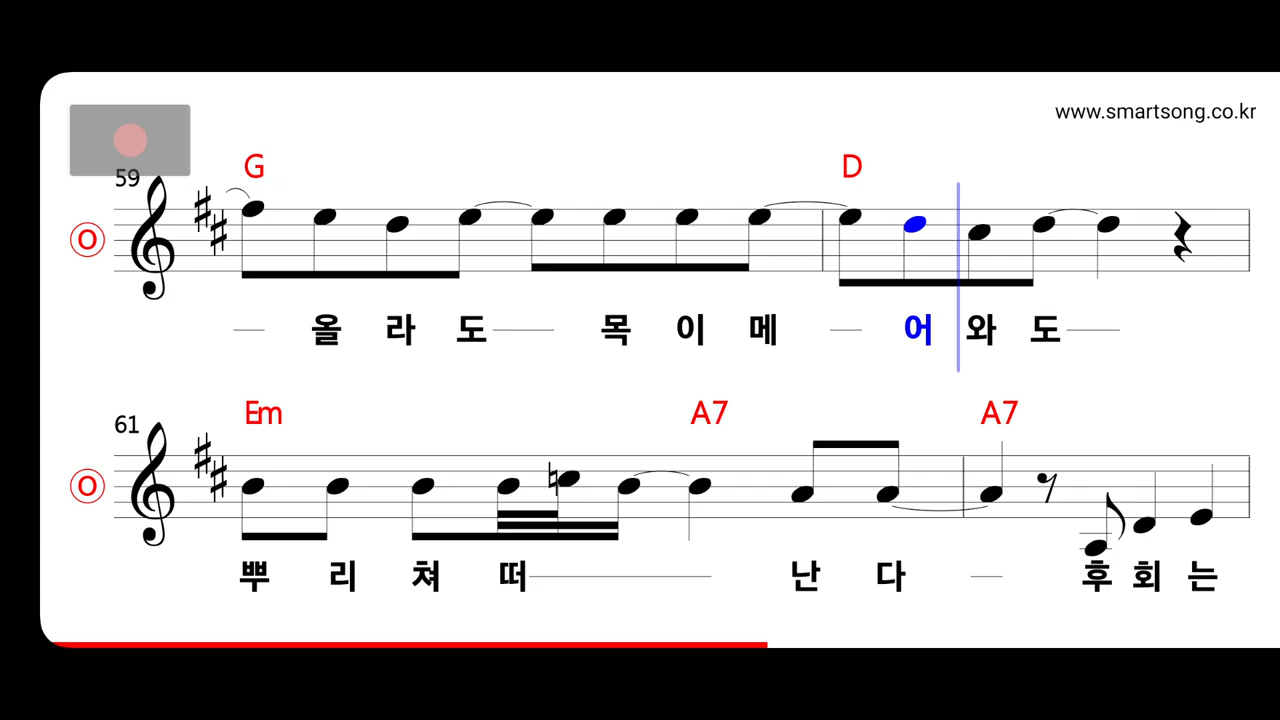 www.smartsong.co.kr
G D
59
O
올 라 도 목 이 메 어 와 도
Em A7 A7
61
O
뿌 리 쳐 떠 난 다 후 회 는